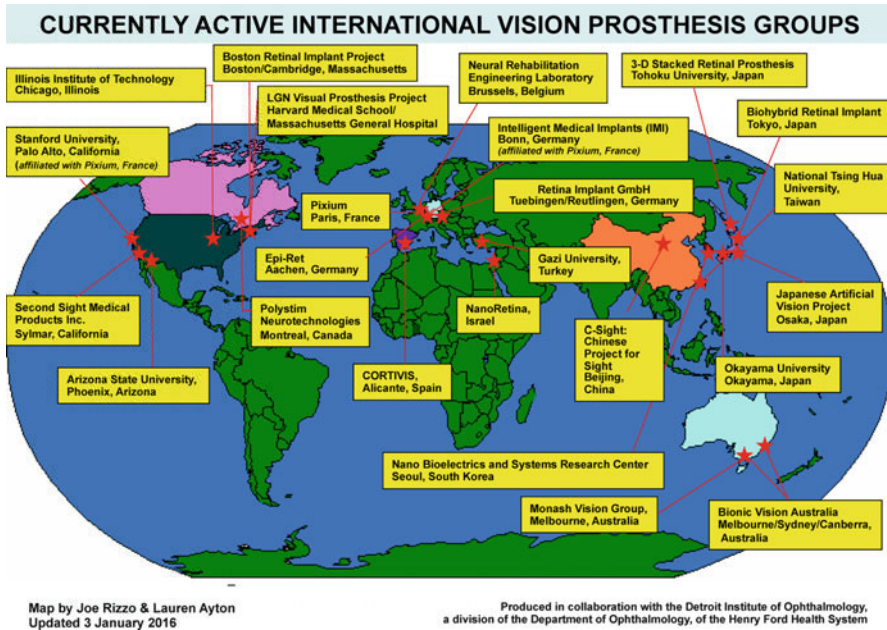 CURRENTLY ACTIVE INTERNATIONAL VISION PROSTHESIS GROUPS
Boston Retinal Implant Project
Boston/Cambridge, Massachusetts
Neural Rehabilitation
Engineering Laboratory
Brussels, Belgium
3-D Stacked Retinal Prosthesis
Tohoku University, Japan
Illinois Institute of Technology
Chicago, Illinois
LGN Visual Prosthesis Project
Harvard Medical School/
Massachusetts General Hospital
Biohybrid Retinal Implant
Tokyo, Japan
Stanford University,
Palo Alto, California
(affiliated with Pixium, France)
Intelligent Medical Implants (IMI)
Bonn, Germany
(affiliated with Pixium, France)
National Tsing Hua
University,
Taiwan
Pixium
Paris, France
Retina Implant GmbH
Tuebingen/Reutlingen, Germany
Epi-Ret
Aachen, Germany
Gazi University,
Turkey
Second Sight Medical
Products Inc.
Sylmar, California
Polystim
Neurotechnologies
Montreal, Canada
NanoRetina,
Israel
C-Sight:
Chinese
Project for
Sight
Beijing,
China
Japanese Artificial
Vision Project
Osaka, Japan
Arizona State University,
Phoenix, Arizona
CORTIVIS,
Alicante, Spain
Okayama University
Okayama, Japan
Nano Bioelectrics and Systems Research Center
Seoul, South Korea
Monash Vision Group,
Melbourne, Australia
Bionic Vision Australia
Melbourne/Sydney/Canberra,
Australia
Map by Joe Rizzo & Lauren Ayton
Updated 3 January 2016
Produced in collaboration with the Detroit Institute of Ophthalmology,
a division of the Department of Ophthalmology, of the Henry Ford Health System